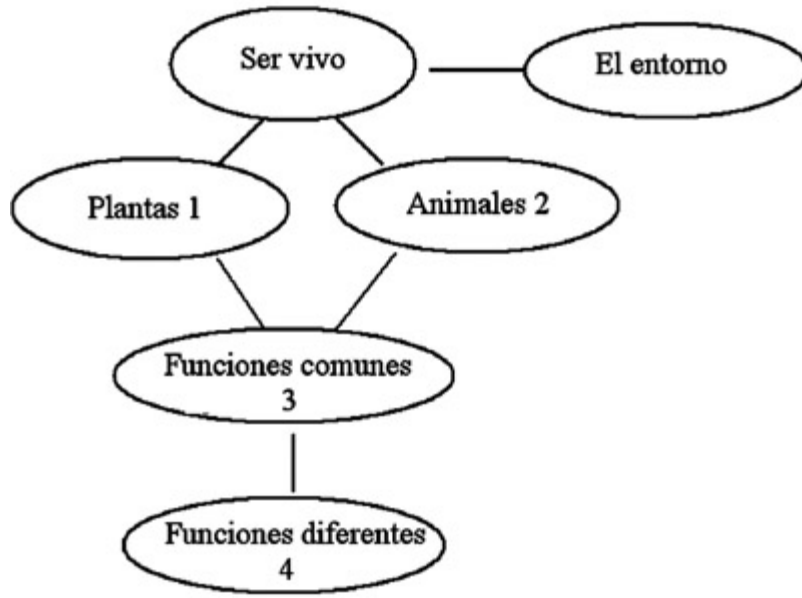 Ser vivo
El entorno
Plantas 1
Animales 2
Funciones comunes
3
Funciones diferentes
4